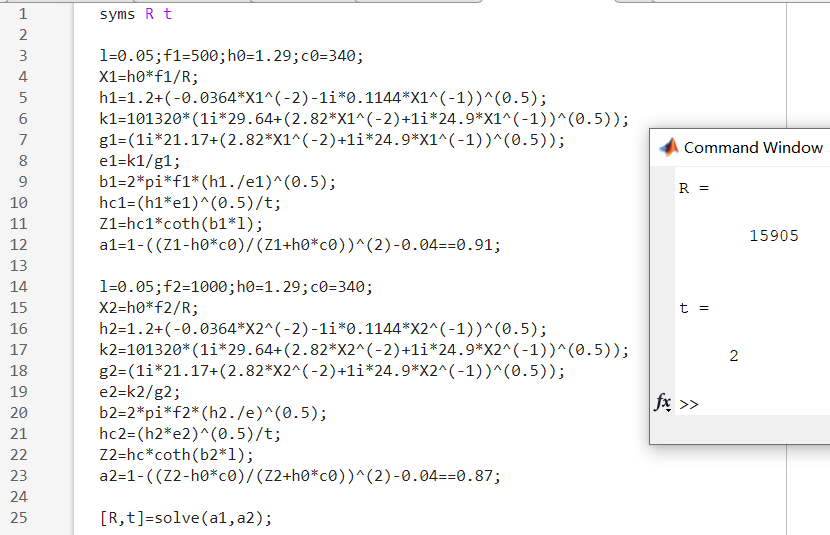 1 syms R t
2
3 l=0.05;f1=500;h0=1.29;c0=340;
4 X1=h0*f1/R;
5 h1=1.2+(-0.0364*X1^(-2)-1i*0.1144*X1^(-1))^(0.5);
6 k1=101320*(1i*29.64+(2.82*X1^(-2)+1i*24.9*X1^(-1))^(0.5));
7 g1=(1i*21.17+(2.82*X1^(-2)+1i*24.9*X1^(-1))^(0.5));
8 e1=k1/g1;
9 b1=2*pi*f1*(h1./e1)^(0.5);
10 hc1=(h1*e1)^(0.5)/t;
11 Z1=hc1*coth(b1*l);
12 a1=1-((Z1-h0*c0)/(Z1+h0*c0))^(2)-0.04==0.91;
13
14 l=0.05;f2=1000;h0=1.29;c0=340;
15 X2=h0*f2/R;
16 h2=1.2+(-0.0364*X2^(-2)-1i*0.1144*X2^(-1))^(0.5);
17 k2=101320*(1i*29.64+(2.82*X2^(-2)+1i*24.9*X2^(-1))^(0.5));
18 g2=(1i*21.17+(2.82*X2^(-2)+1i*24.9*X2^(-1))^(0.5));
19 e2=k2/g2;
20 b2=2*pi*f2*(h2./e)^(0.5);
21 hc2=(h2*e2)^(0.5)/t;
22 Z2=hc*coth(b2*l);
23 a2=1-((Z2-h0*c0)/(Z2+h0*c0))^(2)-0.04==0.87;
24
25 [R,t]=solve(a1,a2);
Command Window
R =
15905
t =
2
fx >>